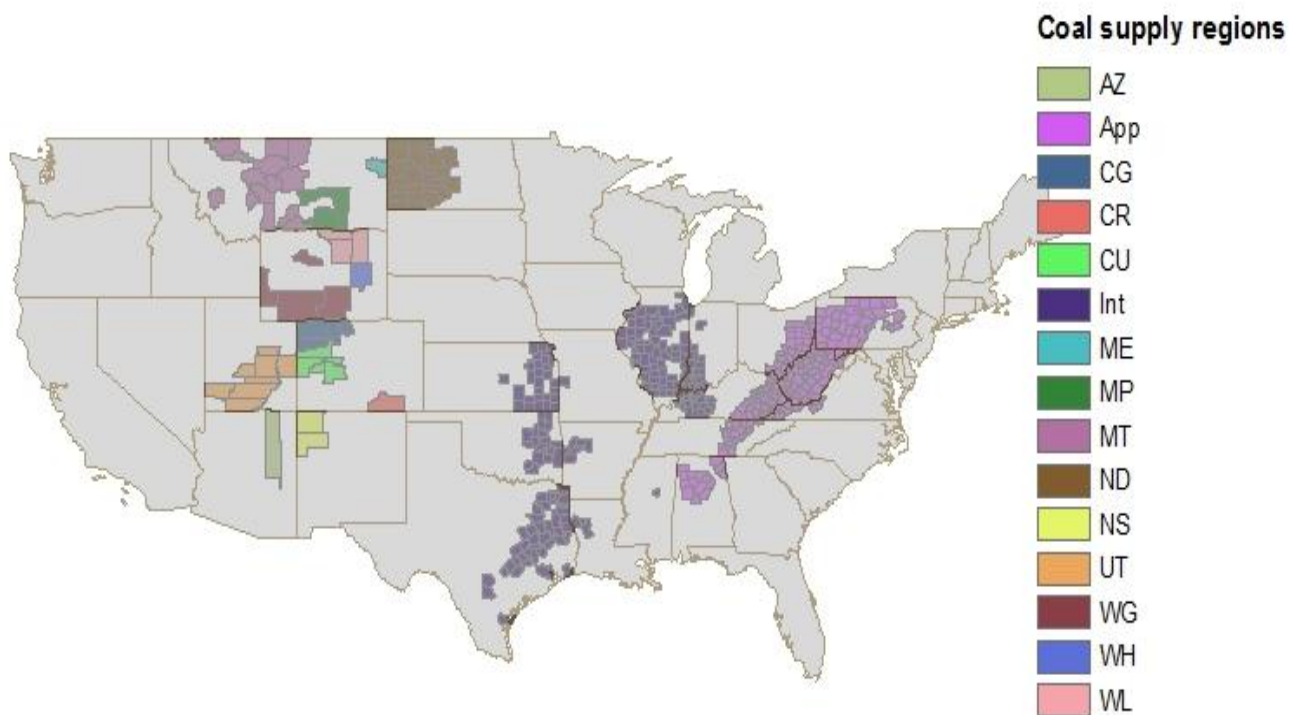 Coal supply regions
AZ
App
CG
CR
CU
Int
ME
MP
MT
ND
NS
UT
WG
WH
WL